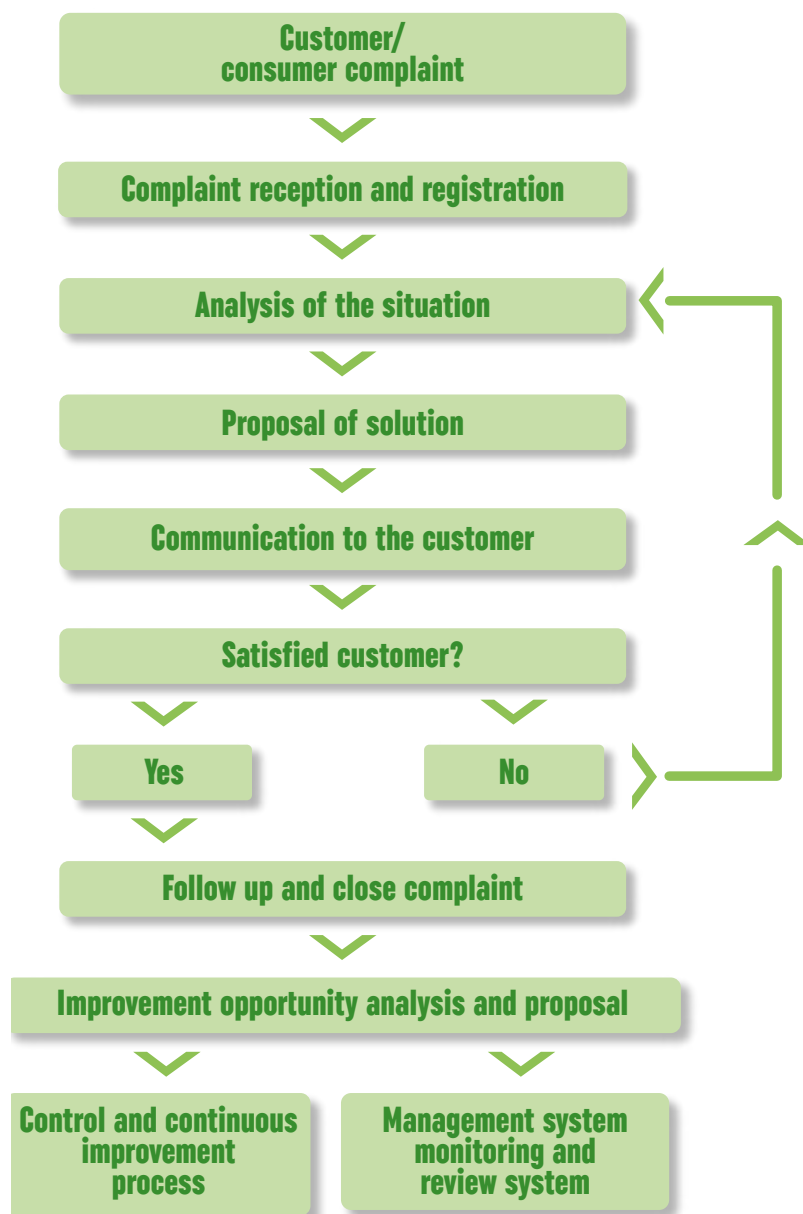 Customer/
consumer complaint
Complaint reception and registration
Analysis of the situation
Proposal of solution
Communication to the customer
Satisfied customer?
Yes
No
Follow up and close complaint
Improvement opportunity analysis and proposal
Control and continuous
improvement
process
Management system
monitoring and
review system